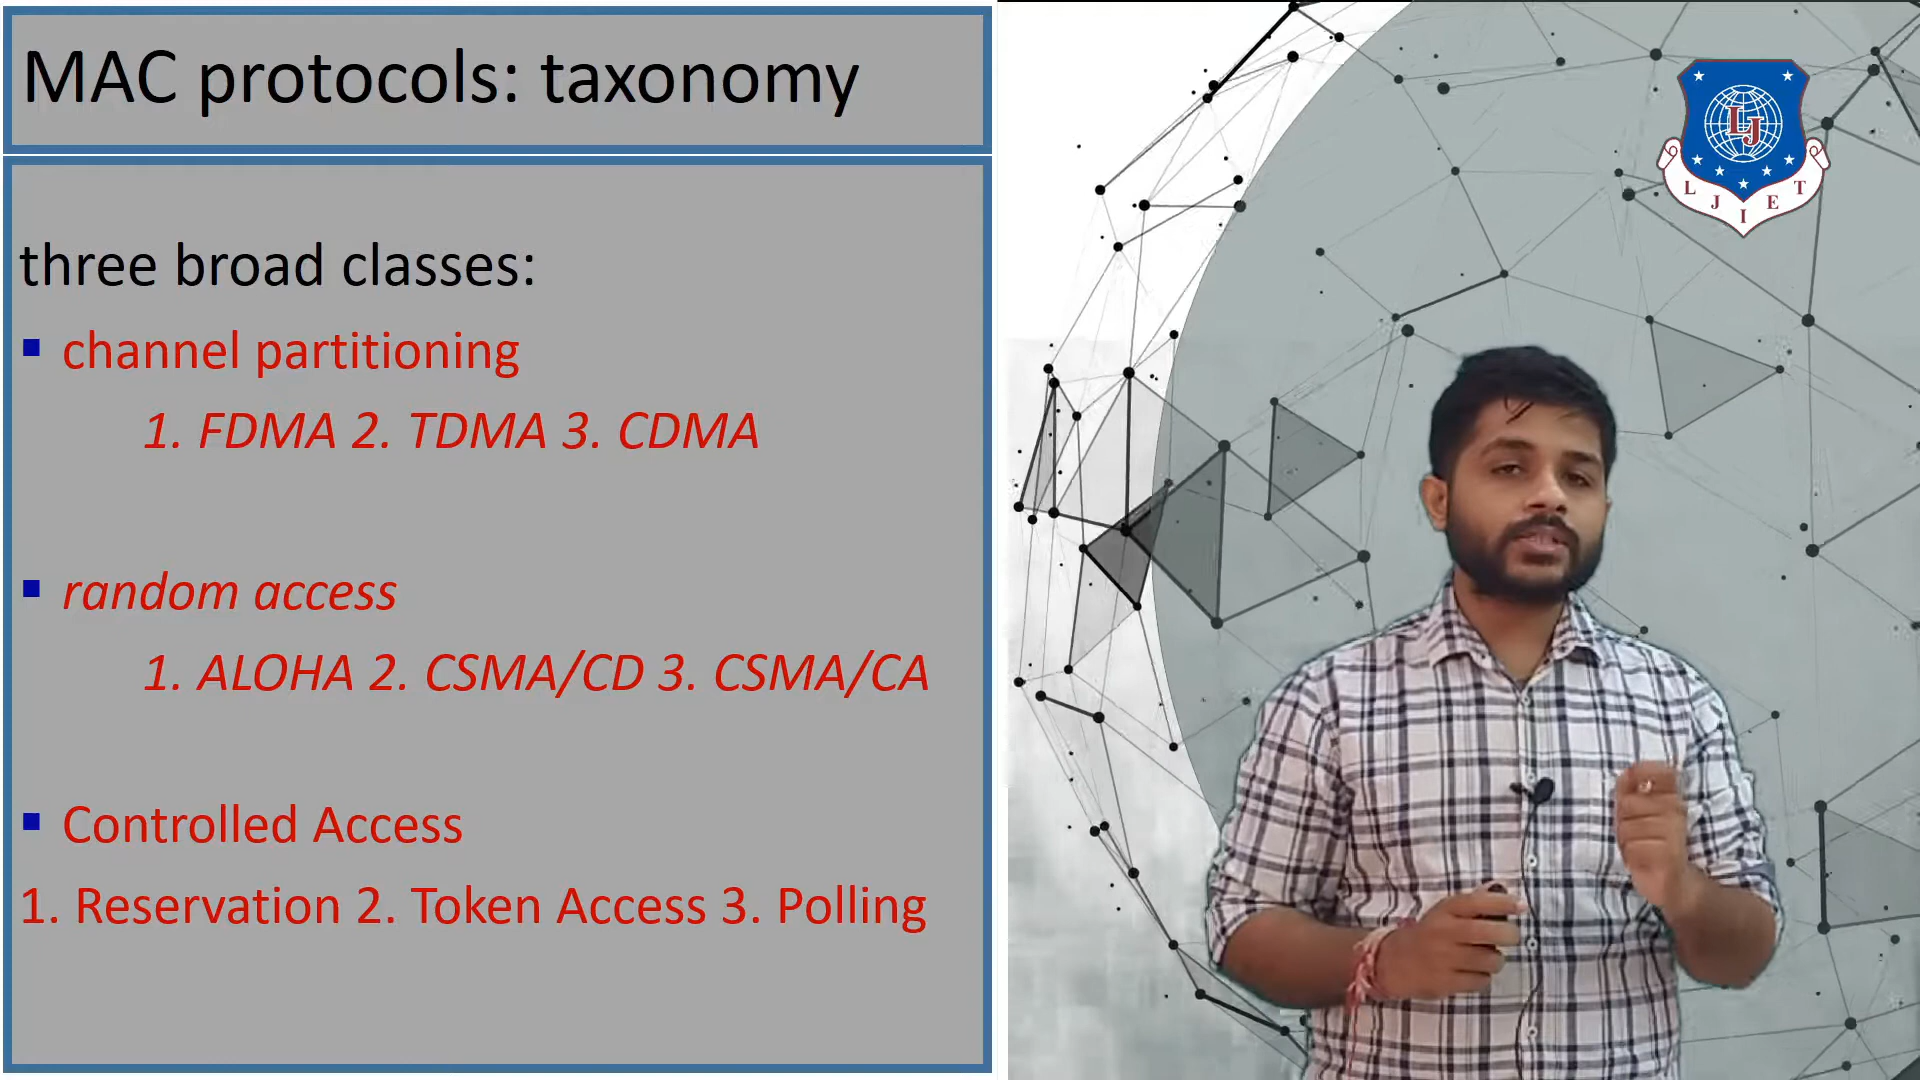 MAC protocols: taxonomy
three broad classes:
▪ channel partitioning
1. FDMA 2. TDMA 3. CDMA
▪ random access
1. ALOHA 2. CSMA/CD 3. CSMA/CA
▪ Controlled Access
1. Reservation 2. Token Access 3. Polling
LJ
L J I E T